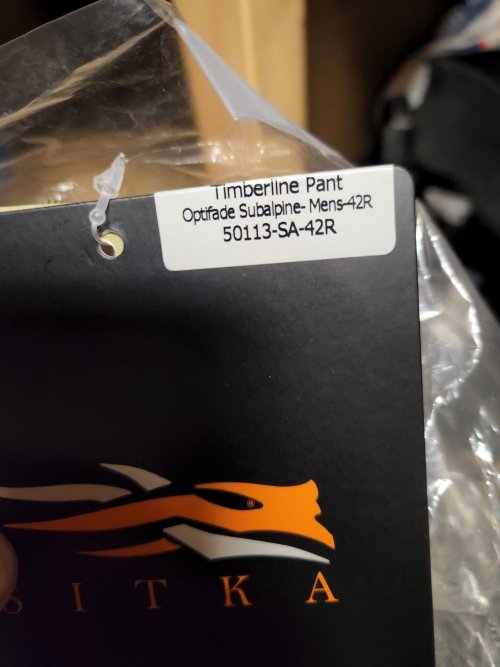 Timberline Pant
Optifade Subalpine- Mens-42R
50113-SA-42R
®
SITKA